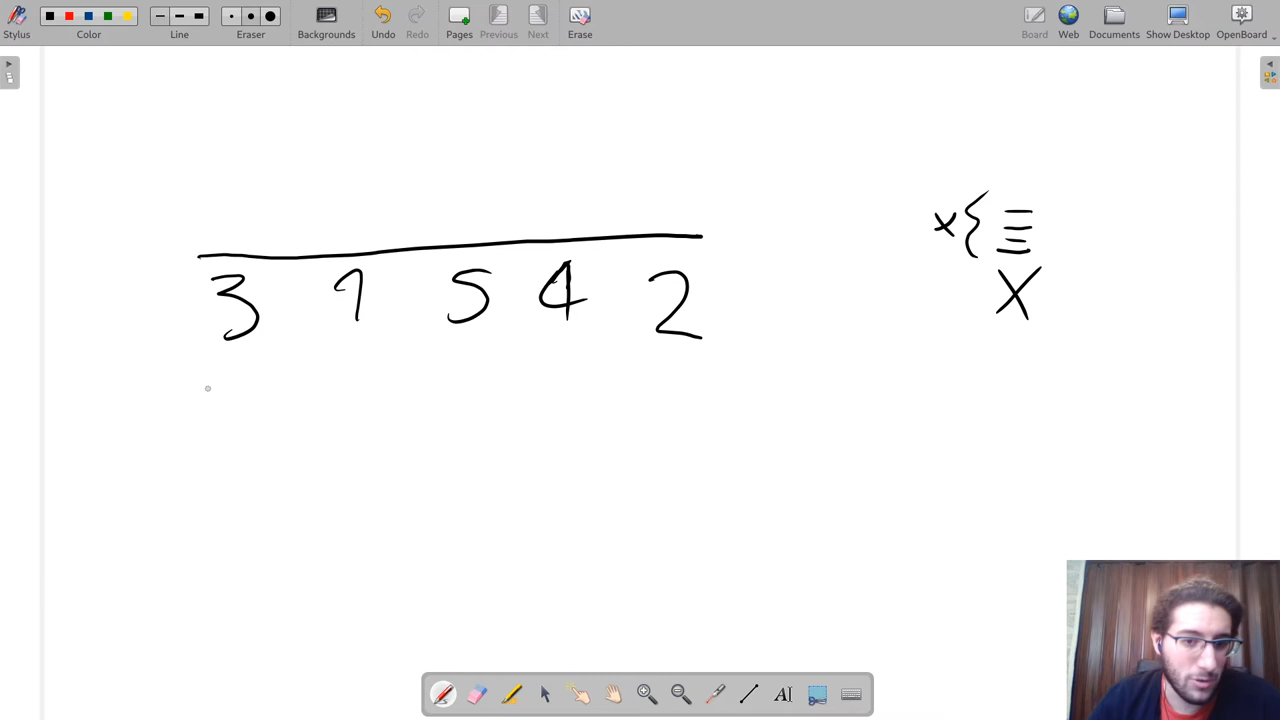 Stylus Color Line Eraser Backgrounds Undo Redo Pages Previous Next Erase Board Web Documents Show Desktop OpenBoard
x{
3 1 5 4 2 X